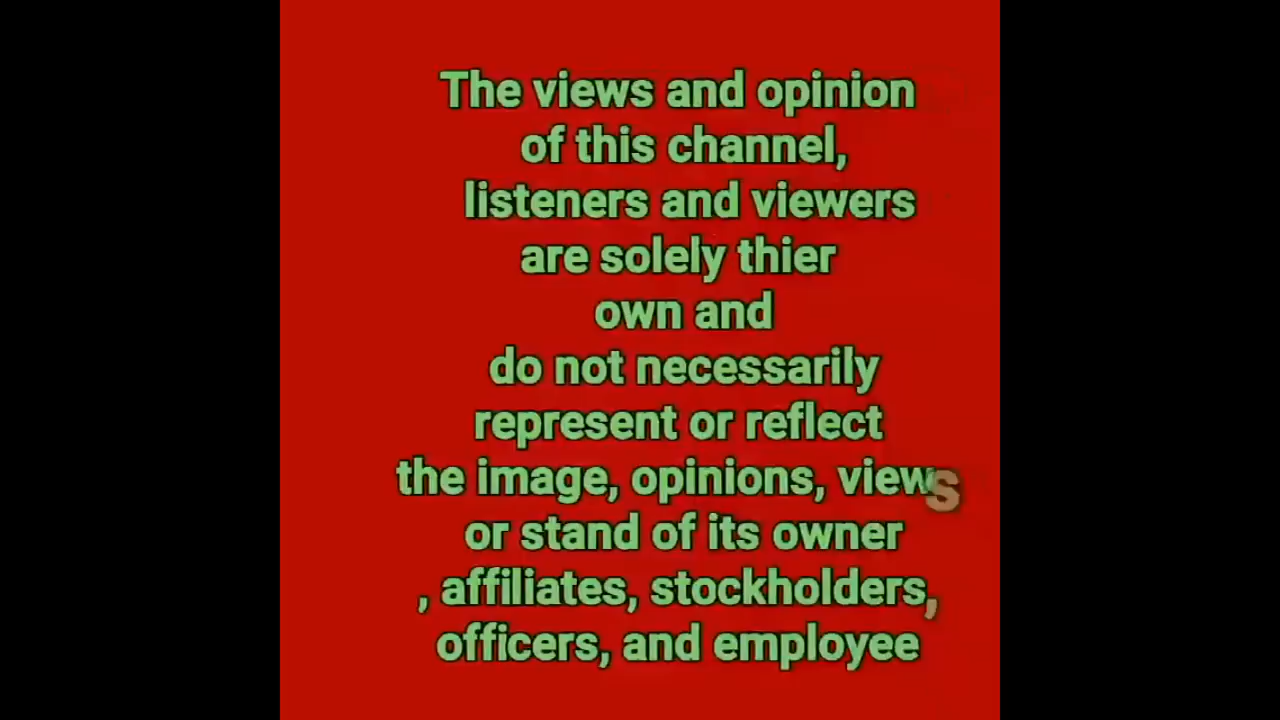 The views and opinion
of this channel,
listeners and viewers
are solely thier
own and
do not necessarily
represent or reflect
the image, opinions, views
or stand of its owner
, affiliates, stockholders,
officers, and employee